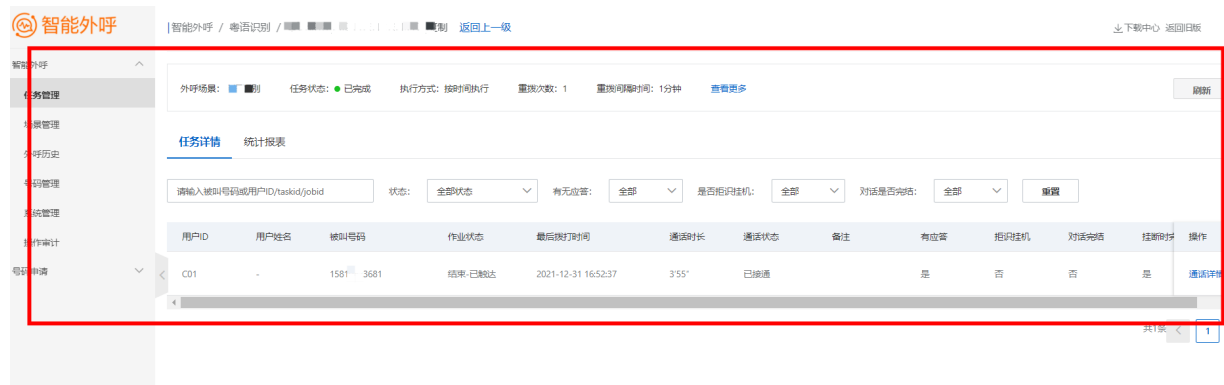 智能外呼
智能外呼 / 粤语识别 / 制 返回上一级
下载中心 返回旧版
智能外呼
任务管理
场景管理
外呼历史
号码管理
系统管理
操作审计
号码申请
外呼场景: 别 任务状态: 已完成 执行方式: 按时间执行 重拨次数: 1 重拨间隔时间: 1分钟 查看更多
刷新
任务详情 统计报表
请输入被叫号码或用户ID/taskid/jobid 状态: 全部状态 有无应答: 全部 是否拒识挂机: 全部 对话是否完结: 全部 重置
用户ID 用户姓名 被叫号码 作业状态 最后拨打时间 通话时长 通话状态 备注 有应答 拒识挂机 对话完结 挂断时完 操作
C01 - 1581 3681 结束-已触达 2021-12-31 16:52:37 3'55" 已接通 是 否 否 是 通话详情
共1条 < 1